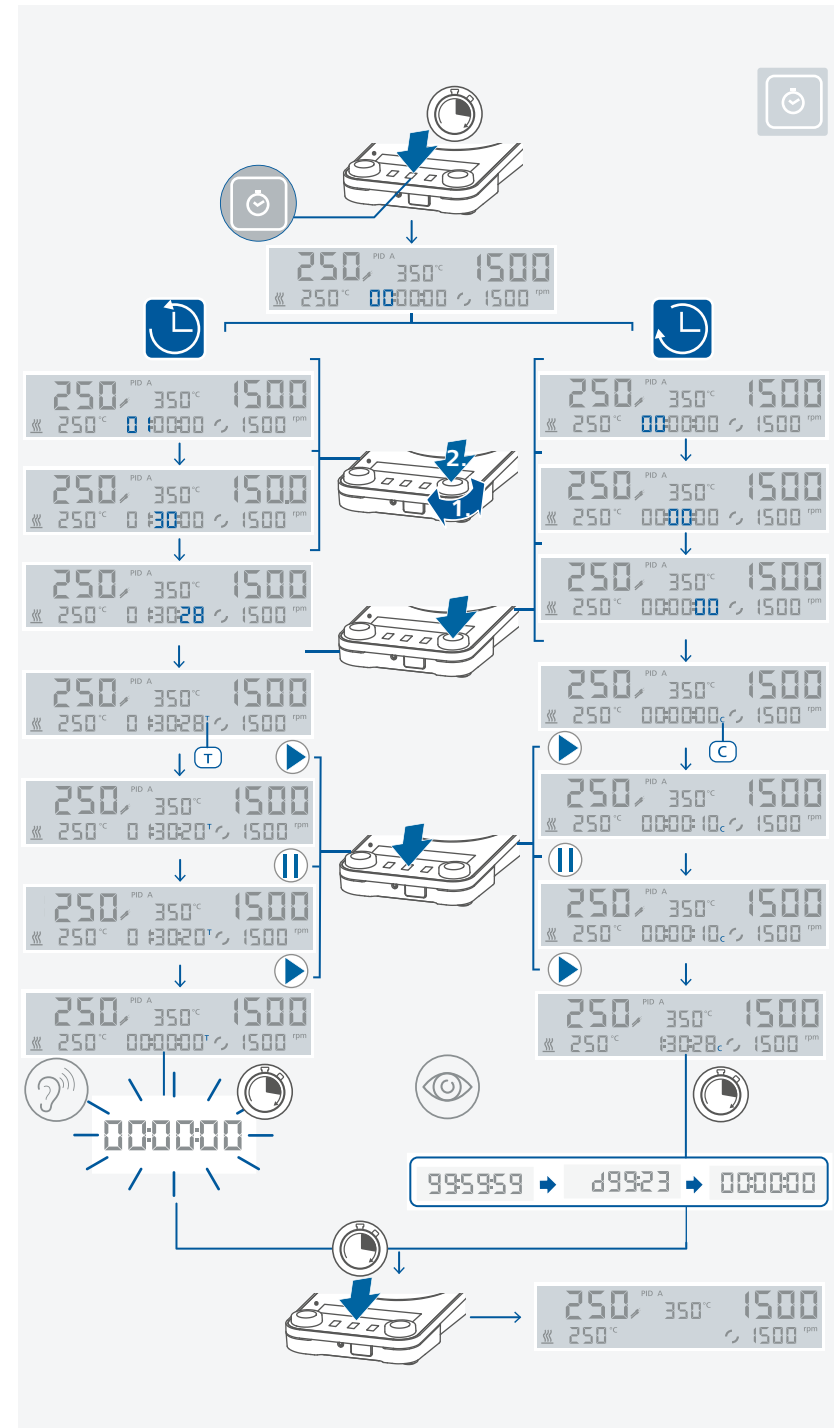 250, PID A 350°C 1500
250°C 00:00:00 1500 rpm
250, PID A 350°C 1500
250°C 01:00:00 1500 rpm
250, PID A 350°C 1500
250°C 00:00:00 1500 rpm
2.
1.
250, PID A 350°C 150.0
250°C 01:30:00 1500 rpm
250, PID A 350°C 1500
250°C 00:00:00 1500 rpm
250, PID A 350°C 1500
250°C 01:30:28 1500 rpm
250, PID A 350°C 1500
250°C 00:00:00 1500 rpm
250, PID A 350°C 1500
250°C 01:30:28 T 1500 rpm
T
250, PID A 350°C 1500
250°C 00:00:00 C 1500 rpm
C
250, PID A 350°C 1500
250°C 01:30:20 T 1500 rpm
250, PID A 350°C 1500
250°C 00:00:10 C 1500 rpm
250, PID A 350°C 1500
250°C 01:30:20 T 1500 rpm
250, PID A 350°C 1500
250°C 00:00:10 C 1500 rpm
250, PID A 350°C 1500
250°C 00:00:00 T 1500 rpm
250, PID A 350°C 1500
250°C 1:30:28 C 1500 rpm
00:00:00
99:59:59 d99:23 00:00:00
250, PID A 350°C 1500
250°C 1500 rpm